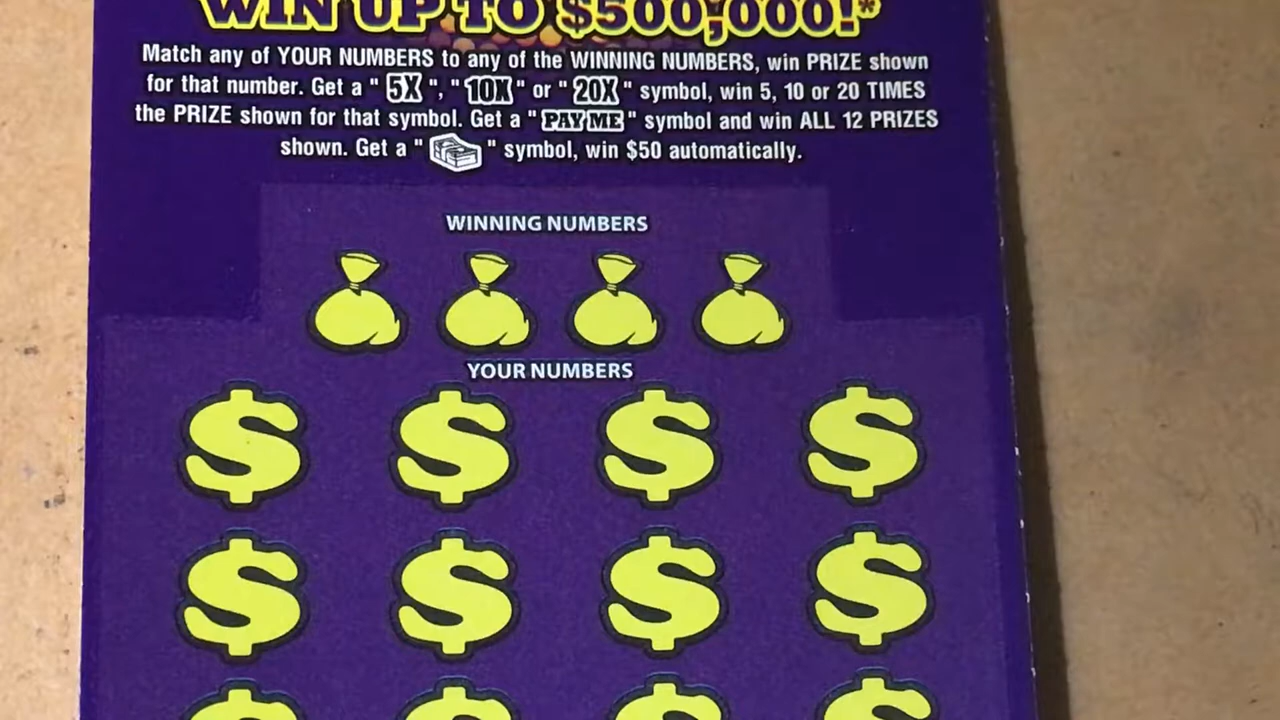 WIN UP TO $500,000!*
Match any of YOUR NUMBERS to any of the WINNING NUMBERS, win PRIZE shown
for that number. Get a " 5X ", " 10X " or " 20X " symbol, win 5, 10 or 20 TIMES
the PRIZE shown for that symbol. Get a " PAY ME " symbol and win ALL 12 PRIZES
shown. Get a " " symbol, win $50 automatically.
WINNING NUMBERS
YOUR NUMBERS
$ $ $ $
$ $ $ $
$ $ $ $